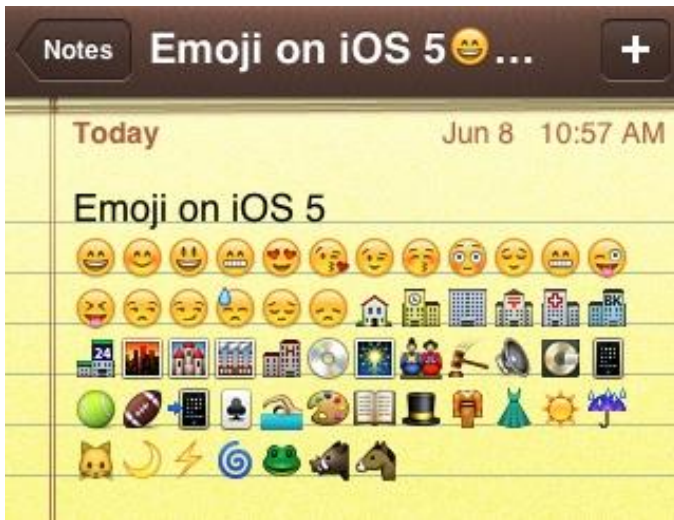 Notes
Emoji on iOS 5😄...
+
Today Jun 8 10:57 AM
Emoji on iOS 5
😄😊😃😁😍😘😉😚😳😌😁😜
😝😒😏😓😔😞🏠🏫🏢🏣🏥🏦
🏪🌇🏰🏭🏨💿🎆🎎🔨🔈💽📱
🎾🏈📲🃏🏊🎨📖🎩👘👗☀☔
🐱🌙⚡🌀🐸🐗🐴